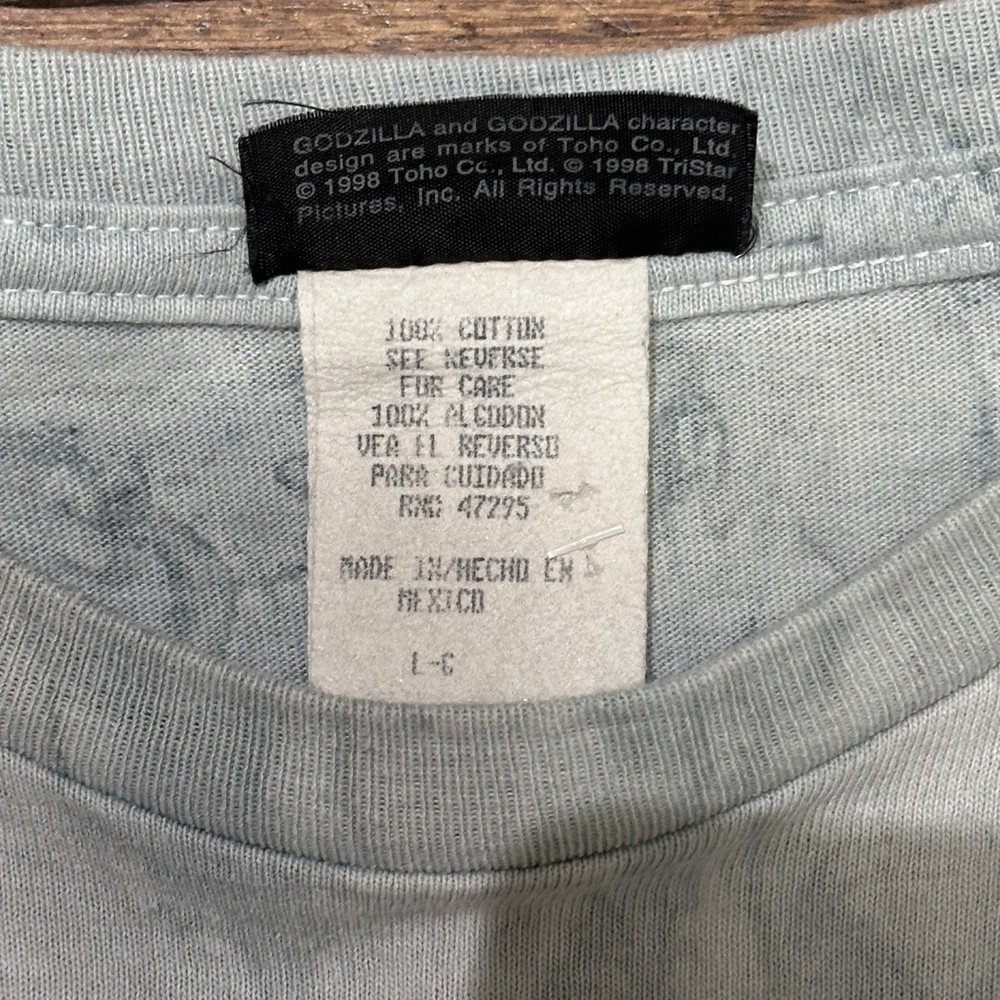 GODZILLA and GODZILLA character
design are marks of Toho Co., Ltd.
© 1998 Toho Co., Ltd. © 1998 TriStar
Pictures, Inc. All Rights Reserved.
100% COTTON
SEE REVERSE
FOR CARE
100% ALGODON
VEA EL REVERSO
PARA CUIDADO
RN# 47295
MADE IN/HECHO EN
MEXICO
L-G